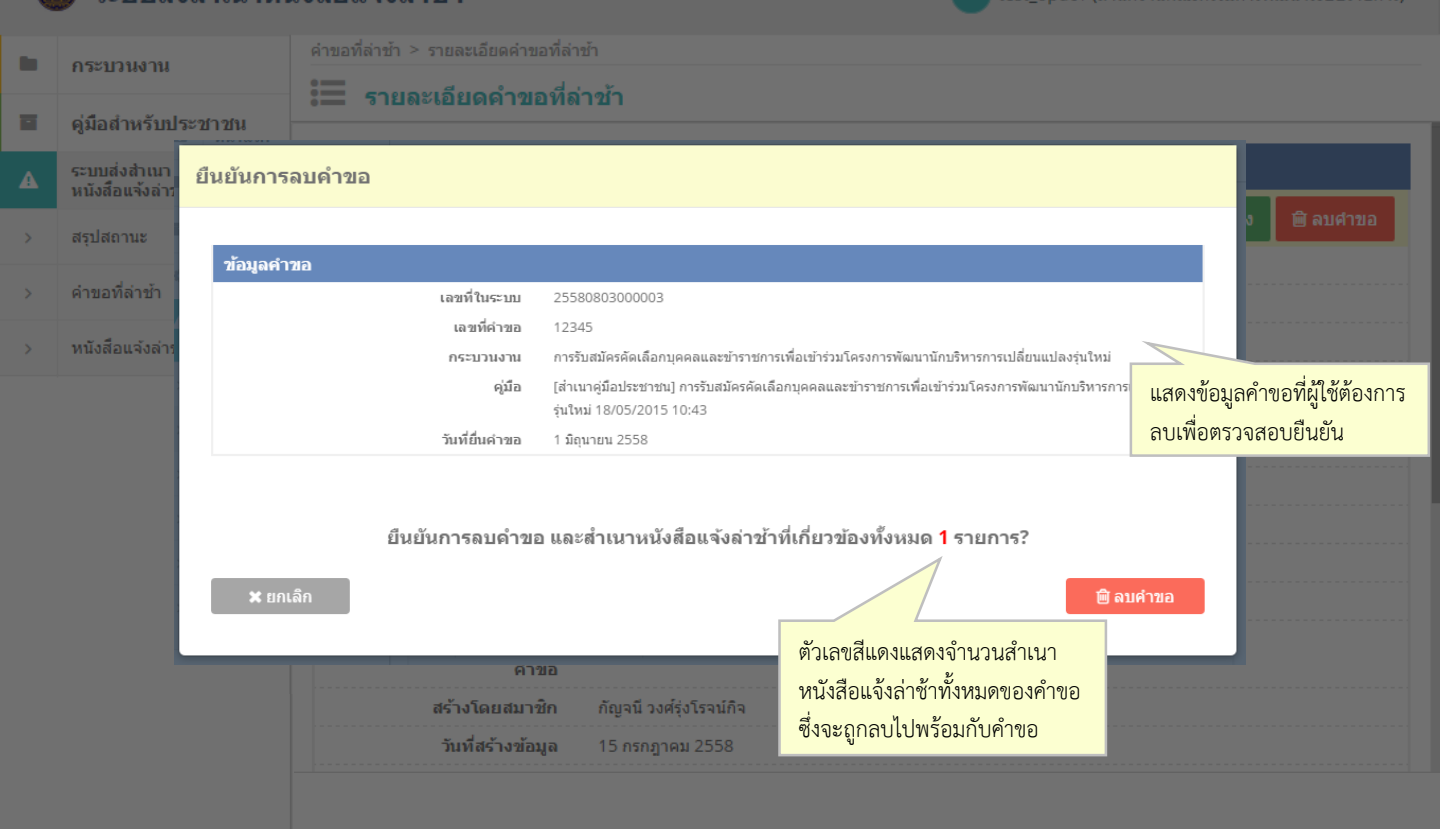 กระบวนงาน
คู่มือสำหรับประชาชน
ระบบส่งสำเนา
หนังสือแจ้งล่า
สรุปสถานะ
คำขอที่ล่าช้า
หนังสือแจ้งล่า
คำขอที่ล่าช้า > รายละเอียดคำขอที่ล่าช้า
รายละเอียดคำขอที่ล่าช้า
ลบคำขอ
ยืนยันการลบคำขอ
ข้อมูลคำขอ
เลขที่ในระบบ 25580803000003
เลขที่คำขอ 12345
กระบวนงาน การรับสมัครคัดเลือกบุคคลและข้าราชการเพื่อเข้าร่วมโครงการพัฒนานักบริหารการเปลี่ยนแปลงรุ่นใหม่
คู่มือ [สำเนาคู่มือประชาชน] การรับสมัครคัดเลือกบุคคลและข้าราชการเพื่อเข้าร่วมโครงการพัฒนานักบริหารการ
รุ่นใหม่ 18/05/2015 10:43
วันที่ยื่นคำขอ 1 มิถุนายน 2558
แสดงข้อมูลคำขอที่ผู้ใช้ต้องการ
ลบเพื่อตรวจสอบยืนยัน
ยืนยันการลบคำขอ และสำเนาหนังสือแจ้งล่าช้าที่เกี่ยวข้องทั้งหมด 1 รายการ?
ยกเลิก
ลบคำขอ
ตัวเลขสีแดงแสดงจำนวนสำเนา
หนังสือแจ้งล่าช้าทั้งหมดของคำขอ
ซึ่งจะถูกลบไปพร้อมกับคำขอ
คำขอ
สร้างโดยสมาชิก กัญจนี วงศ์รุ่งโรจน์กิจ
วันที่สร้างข้อมูล 15 กรกฎาคม 2558